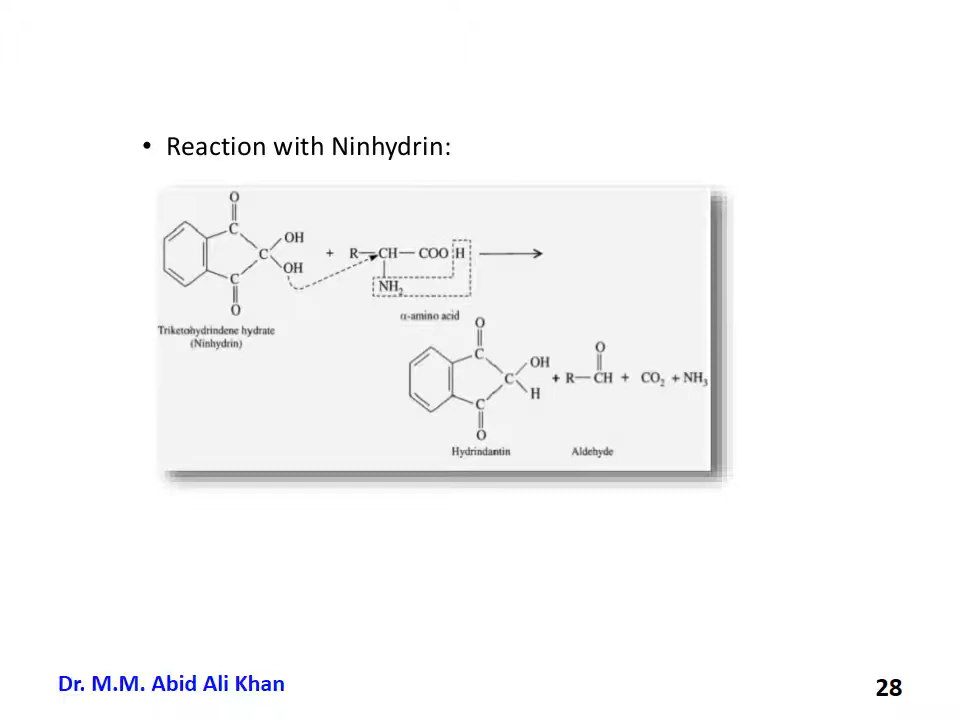 • Reaction with Ninhydrin:
O
C
OH
C
OH
C
O
+ R—CH—COO H
NH₂
Triketohydrindene hydrate
(Ninhydrin)
α-amino acid
O
C
OH
C
H
C
O
O
+ R—CH + CO₂ + NH₃
Hydrindantin
Aldehyde
Dr. M.M. Abid Ali Khan
28